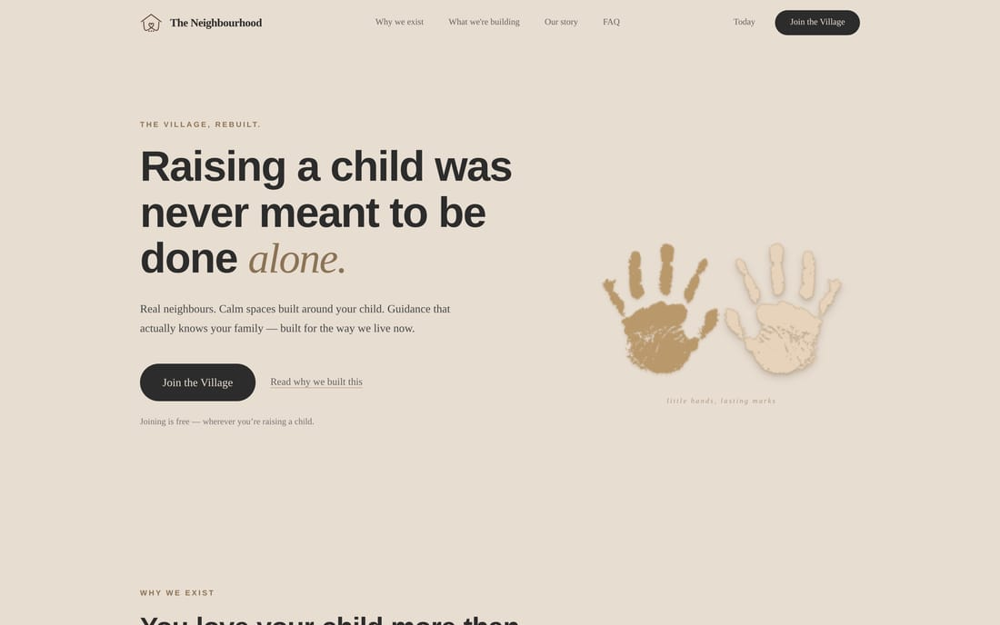 The Neighbourhood
Why we exist
What we're building
Our story
FAQ
Today
Join the Village
THE VILLAGE, REBUILT.
Raising a child was
never meant to be
done alone.
Real neighbours. Calm spaces built around your child. Guidance that
actually knows your family — built for the way we live now.
Join the Village
Read why we built this
Joining is free — wherever you’re raising a child.
little hands, lasting marks
WHY WE EXIST
You love your child more than